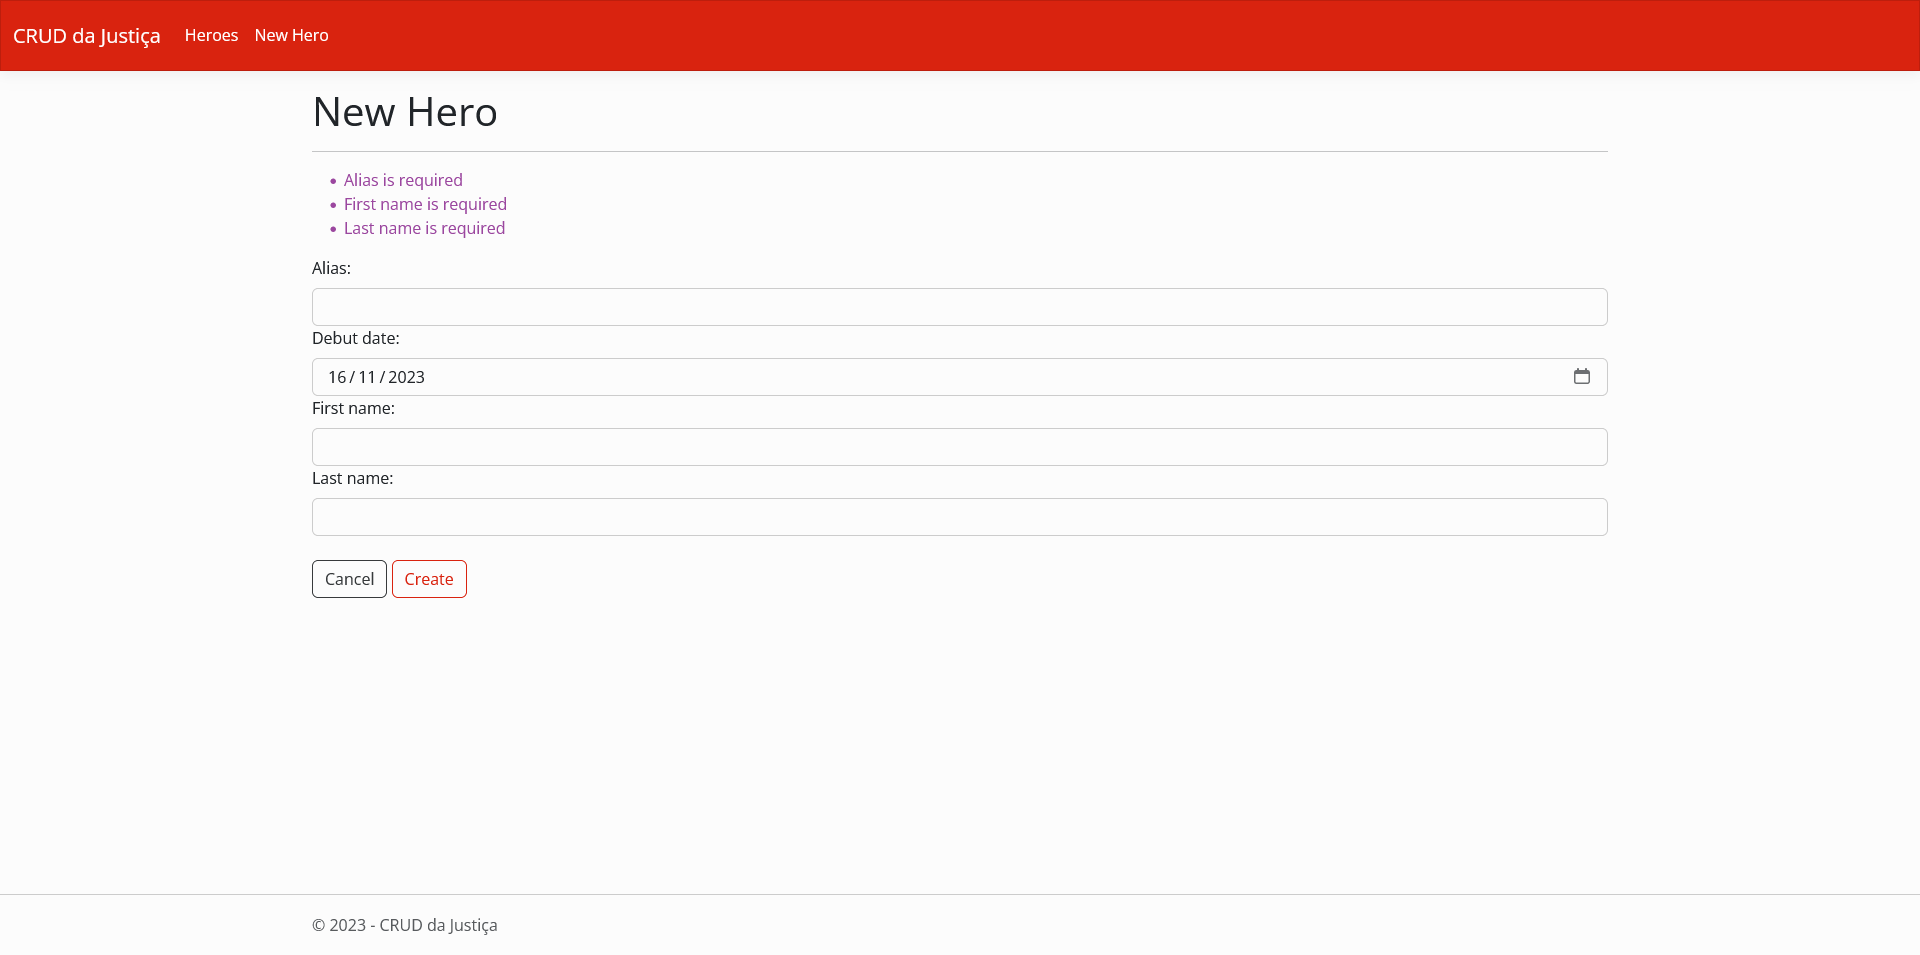 CRUD da Justiça Heroes New Hero
New Hero
Alias is required
First name is required
Last name is required
Alias:
Debut date:
16/11/2023
First name:
Last name:
Cancel Create
© 2023 - CRUD da Justiça